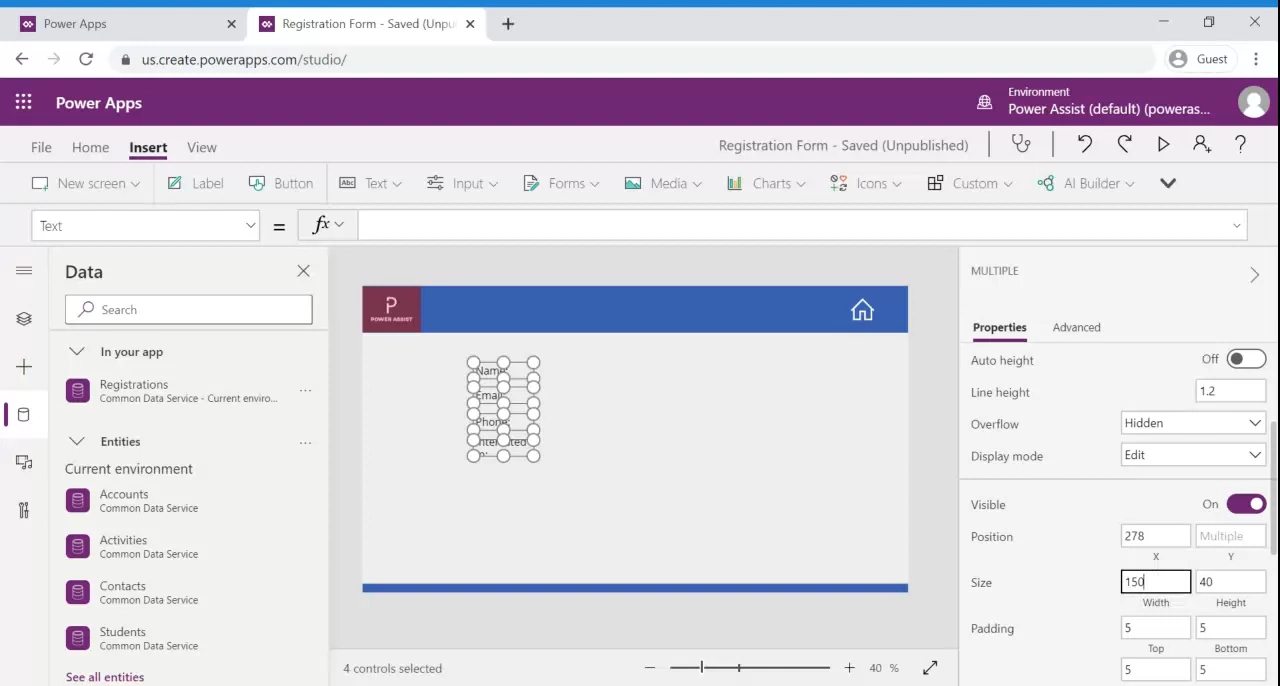 Power Apps
Registration Form - Saved (Unpu
us.create.powerapps.com/studio/
Guest
Power Apps
Environment
Power Assist (default) (poweras...
File Home Insert View
Registration Form - Saved (Unpublished)
New screen Label Button Text Input Forms Media Charts Icons Custom AI Builder
Abc
Text = fx
Data
Search
In your app
Registrations
Common Data Service - Current enviro...
Entities
Current environment
Accounts
Common Data Service
Activities
Common Data Service
Contacts
Common Data Service
Students
Common Data Service
See all entities
P
POWER ASSIST
Name:
Email
Phone:
4 controls selected
40 %
MULTIPLE
Properties Advanced
Auto height Off
Line height 1.2
Overflow Hidden
Display mode Edit
Visible On
Position 278 Multiple
X Y
Size 150 40
Width Height
Padding 5 5
Top Bottom
5 5